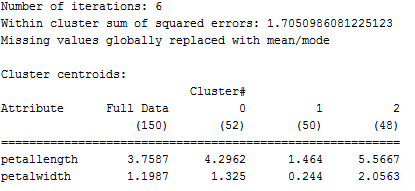 Number of iterations: 6
Within cluster sum of squared errors: 1.7050986081225123
Missing values globally replaced with mean/mode
Cluster centroids:
Cluster#
Attribute Full Data 0 1 2
(150) (52) (50) (48)
============================================================
petallength 3.7587 4.2962 1.464 5.5667
petalwidth 1.1987 1.325 0.244 2.0563